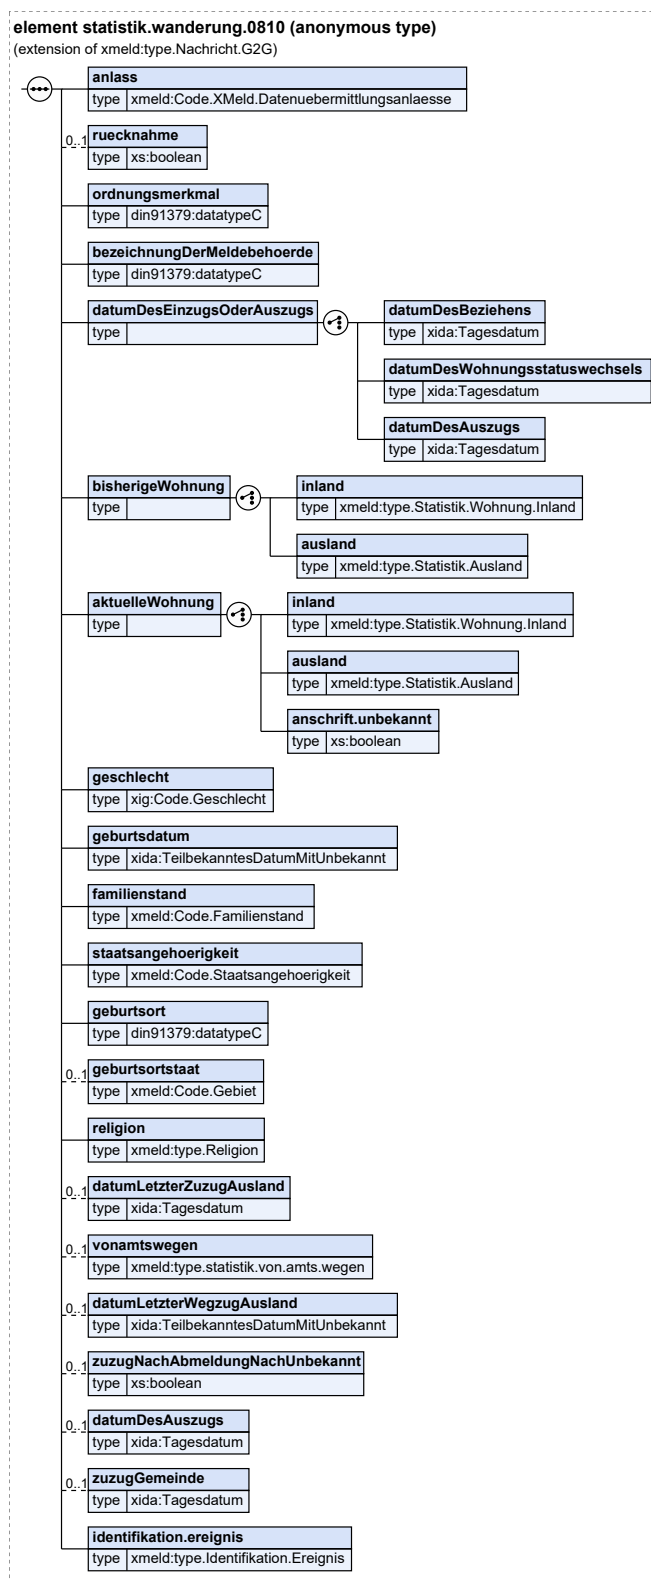 element statistik.wanderung.0810 (anonymous type)
(extension of xmeld:type.Nachricht.G2G)
anlass
type xmeld:Code.XMeld.Datenuebermittlungsanlaesse
0..1 ruecknahme
type xs:boolean
ordnungsmerkmal
type din91379:datatypeC
bezeichnungDerMeldebehoerde
type din91379:datatypeC
datumDesEinzugsOderAuszugs
type
datumDesBeziehens
type xida:Tagesdatum
datumDesWohnungsstatuswechsels
type xida:Tagesdatum
datumDesAuszugs
type xida:Tagesdatum
bisherigeWohnung
type
inland
type xmeld:type.Statistik.Wohnung.Inland
ausland
type xmeld:type.Statistik.Ausland
aktuelleWohnung
type
inland
type xmeld:type.Statistik.Wohnung.Inland
ausland
type xmeld:type.Statistik.Ausland
anschrift.unbekannt
type xs:boolean
geschlecht
type xig:Code.Geschlecht
geburtsdatum
type xida:TeilbekanntesDatumMitUnbekannt
familienstand
type xmeld:Code.Familienstand
staatsangehoerigkeit
type xmeld:Code.Staatsangehoerigkeit
geburtsort
type din91379:datatypeC
0..1 geburtsortstaat
type xmeld:Code.Gebiet
religion
type xmeld:type.Religion
0..1 datumLetzterZuzugAusland
type xida:Tagesdatum
0..1 vonamtswegen
type xmeld:type.statistik.von.amts.wegen
0..1 datumLetzterWegzugAusland
type xida:TeilbekanntesDatumMitUnbekannt
0..1 zuzugNachAbmeldungNachUnbekannt
type xs:boolean
0..1 datumDesAuszugs
type xida:Tagesdatum
0..1 zuzugGemeinde
type xida:Tagesdatum
identifikation.ereignis
type xmeld:type.Identifikation.Ereignis